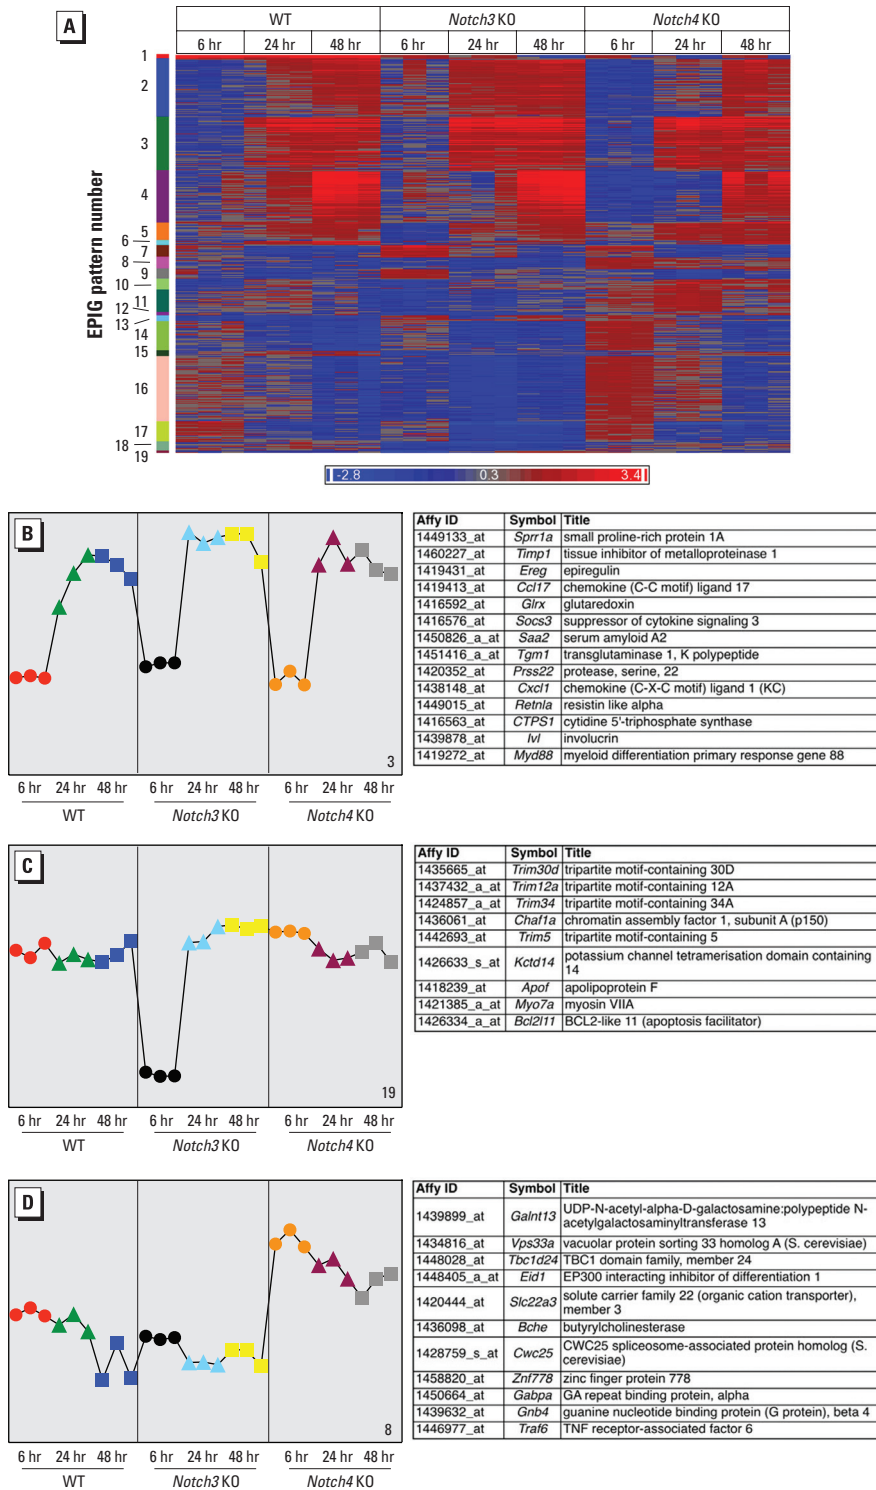 A
WT Notch3 KO Notch4 KO
6 hr 24 hr 48 hr 6 hr 24 hr 48 hr 6 hr 24 hr 48 hr
EPIG pattern number
1
2
3
4
5
6
7
8
9
10
11
12
13
14
15
16
17
18
19
-2.8 0.3 3.4
B
3
6 hr 24 hr 48 hr 6 hr 24 hr 48 hr 6 hr 24 hr 48 hr
WT Notch3 KO Notch4 KO
Affy ID Symbol Title
1449133_at Sprr1a small proline-rich protein 1A
1460227_at Timp1 tissue inhibitor of metalloproteinase 1
1419431_at Ereg epiregulin
1419413_at Ccl17 chemokine (C-C motif) ligand 17
1416592_at Glrx glutaredoxin
1416576_at Socs3 suppressor of cytokine signaling 3
1450826_a_at Saa2 serum amyloid A2
1451416_a_at Tgm1 transglutaminase 1, K polypeptide
1420352_at Prss22 protease, serine, 22
1438148_at Cxcl1 chemokine (C-X-C motif) ligand 1 (KC)
1449015_at Retnla resistin like alpha
1416563_at CTPS1 cytidine 5'-triphosphate synthase
1439878_at Ivl involucrin
1419272_at Myd88 myeloid differentiation primary response gene 88
C
19
6 hr 24 hr 48 hr 6 hr 24 hr 48 hr 6 hr 24 hr 48 hr
WT Notch3 KO Notch4 KO
Affy ID Symbol Title
1435665_at Trim30d tripartite motif-containing 30D
1437432_a_at Trim12a tripartite motif-containing 12A
1424857_a_at Trim34 tripartite motif-containing 34A
1436061_at Chaf1a chromatin assembly factor 1, subunit A (p150)
1442693_at Trim5 tripartite motif-containing 5
1426633_s_at Kctd14 potassium channel tetramerisation domain containing
14
1418239_at Apof apolipoprotein F
1421385_a_at Myo7a myosin VIIA
1426334_a_at Bcl2l11 BCL2-like 11 (apoptosis facilitator)
D
8
6 hr 24 hr 48 hr 6 hr 24 hr 48 hr 6 hr 24 hr 48 hr
WT Notch3 KO Notch4 KO
Affy ID Symbol Title
1439899_at Galnt13 UDP-N-acetyl-alpha-D-galactosamine:polypeptide N-
acetylgalactosaminyltransferase 13
1434816_at Vps33a vacuolar protein sorting 33 homolog A (S. cerevisiae)
1448028_at Tbc1d24 TBC1 domain family, member 24
1448405_a_at Eid1 EP300 interacting inhibitor of differentiation 1
1420444_at Slc22a3 solute carrier family 22 (organic cation transporter),
member 3
1436098_at Bche butyrylcholinesterase
1428759_s_at Cwc25 CWC25 spliceosome-associated protein homolog (S.
cerevisiae)
1458820_at Znf778 zinc finger protein 778
1450664_at Gabpa GA repeat binding protein, alpha
1439632_at Gnb4 guanine nucleotide binding protein (G protein), beta 4
1446977_at Traf6 TNF receptor-associated factor 6